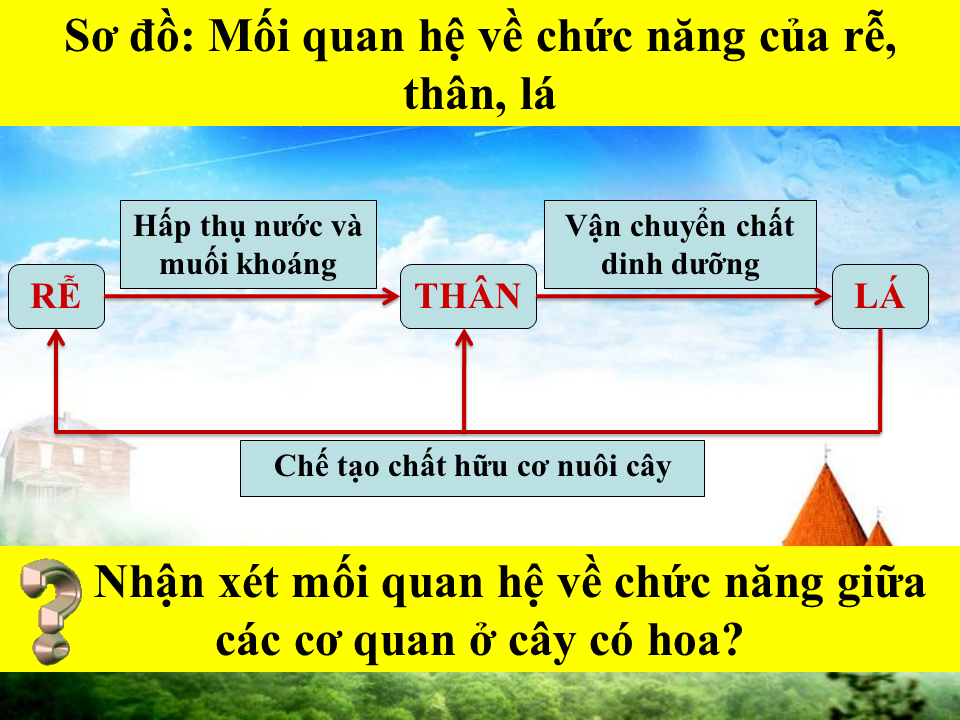 Sơ đồ: Mối quan hệ về chức năng của rễ,
thân, lá
Hấp thụ nước và
muối khoáng
Vận chuyển chất
dinh dưỡng
RỄ
THÂN
LÁ
Chế tạo chất hữu cơ nuôi cây
Nhận xét mối quan hệ về chức năng giữa
các cơ quan ở cây có hoa?